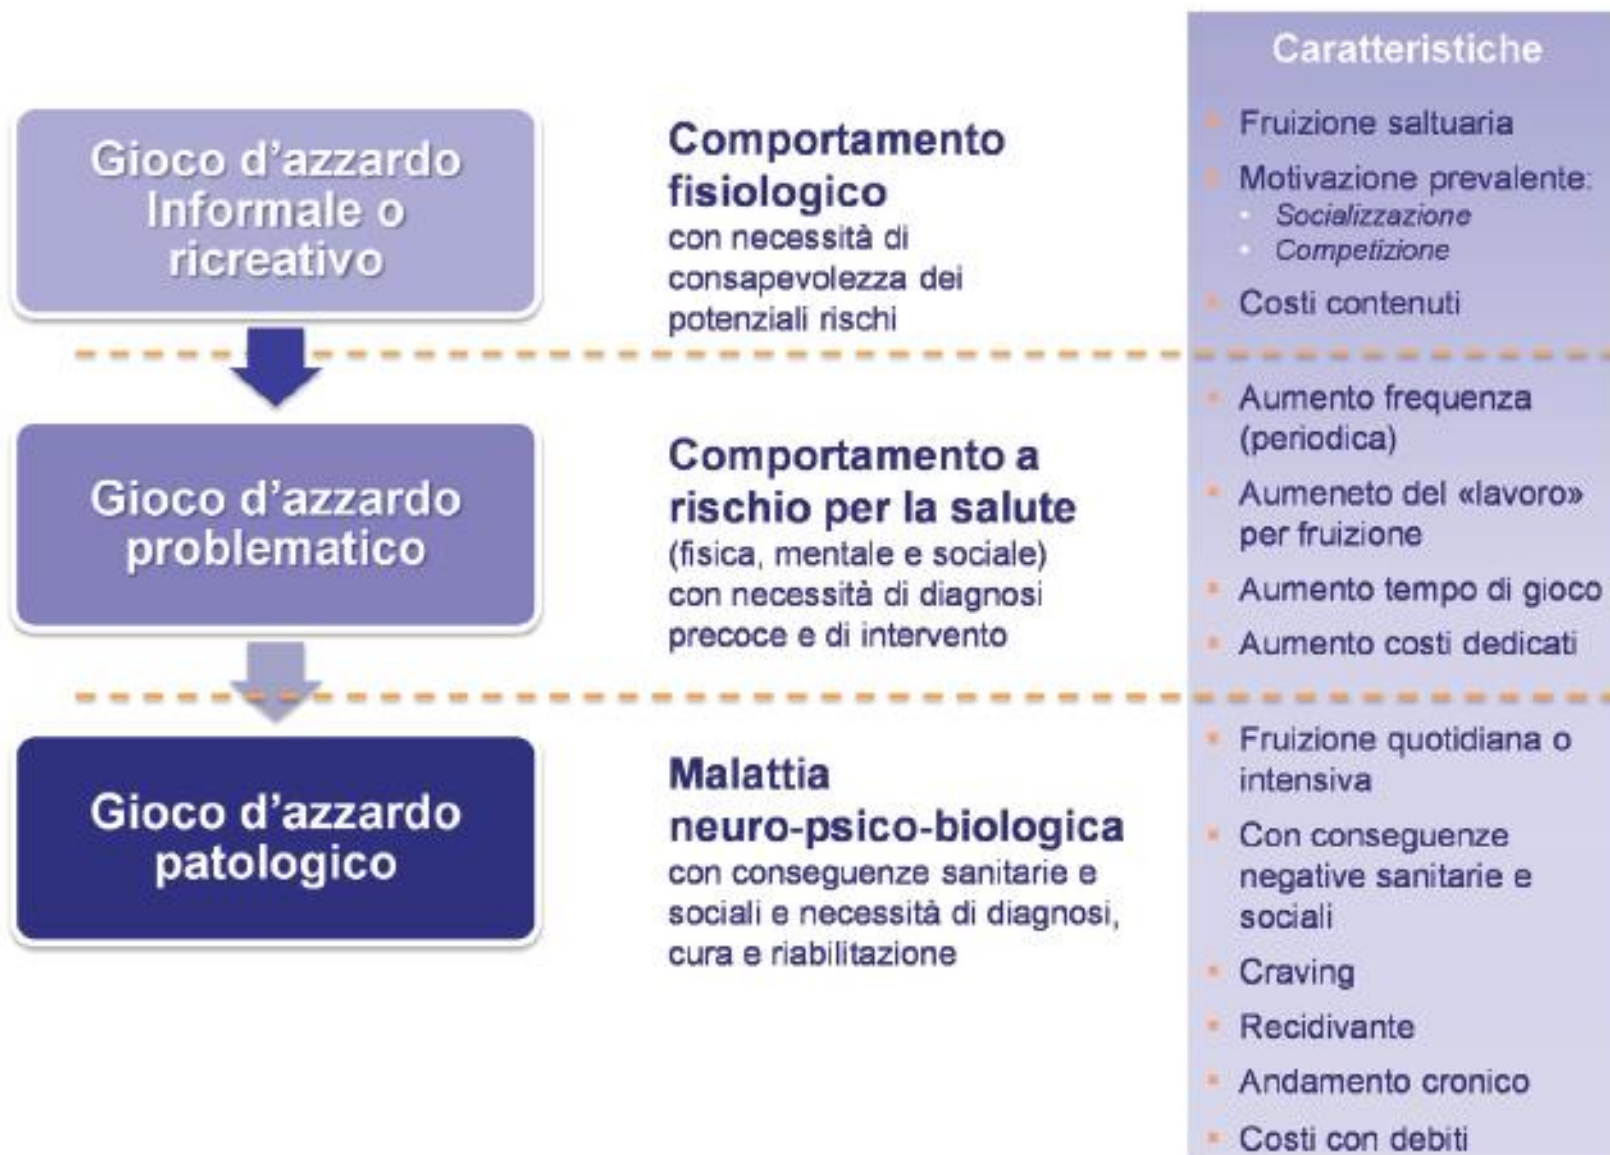 Caratteristiche
Gioco d'azzardo
Informale o
ricreativo
Comportamento
fisiologico
con necessità di
consapevolezza dei
potenziali rischi
Fruizione saltuaria
Motivazione prevalente:
Socializzazione
Competizione
Costi contenuti
Gioco d'azzardo
problematico
Comportamento a
rischio per la salute
(fisica, mentale e sociale)
con necessità di diagnosi
precoce e di intervento
Aumento frequenza
(periodica)
Aumeneto del «lavoro»
per fruizione
Aumento tempo di gioco
Aumento costi dedicati
Gioco d'azzardo
patologico
Malattia
neuro-psico-biologica
con conseguenze sanitarie e
sociali e necessità di diagnosi,
cura e riabilitazione
Fruizione quotidiana o
intensiva
Con conseguenze
negative sanitarie e
sociali
Craving
Recidivante
Andamento cronico
Costi con debiti